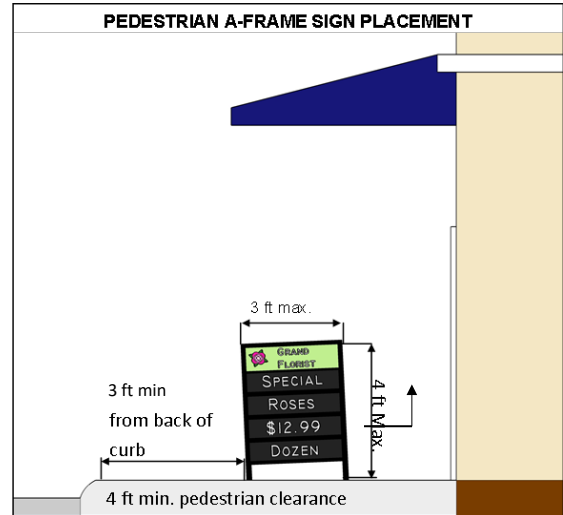 PEDESTRIAN A-FRAME SIGN PLACEMENT
3 ft max.
GRAND
FLORIST
SPECIAL
ROSES
$12.99
DOZEN
4 ft Max.
3 ft min
from back of
curb
4 ft min. pedestrian clearance